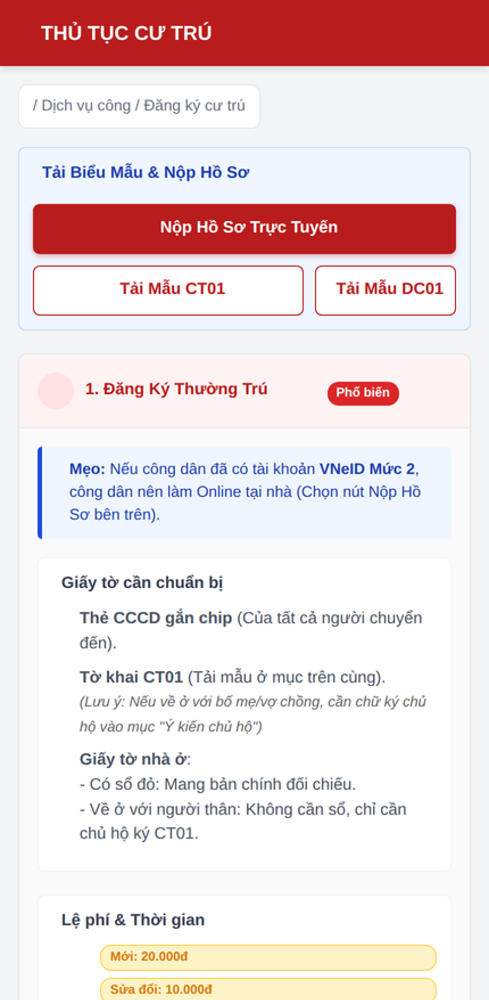 THỦ TỤC CƯ TRÚ
/ Dịch vụ công / Đăng ký cư trú
Tải Biểu Mẫu & Nộp Hồ Sơ
Nộp Hồ Sơ Trực Tuyến
Tải Mẫu CT01
Tải Mẫu DC01
1. Đăng Ký Thường Trú
Phổ biến
Mẹo: Nếu công dân đã có tài khoản VNeID Mức 2,
công dân nên làm Online tại nhà (Chọn nút Nộp Hồ
Sơ bên trên).
Giấy tờ cần chuẩn bị
Thẻ CCCD gắn chip (Của tất cả người chuyển
đến).
Tờ khai CT01 (Tải mẫu ở mục trên cùng).
(Lưu ý: Nếu về ở với bố mẹ/vợ chồng, cần chữ ký chủ
hộ vào mục "Ý kiến chủ hộ")
Giấy tờ nhà ở:
- Có sổ đỏ: Mang bản chính đối chiếu.
- Về ở với người thân: Không cần sổ, chỉ cần
chủ hộ ký CT01.
Lệ phí & Thời gian
Mới: 20.000đ
Sửa đổi: 10.000đ